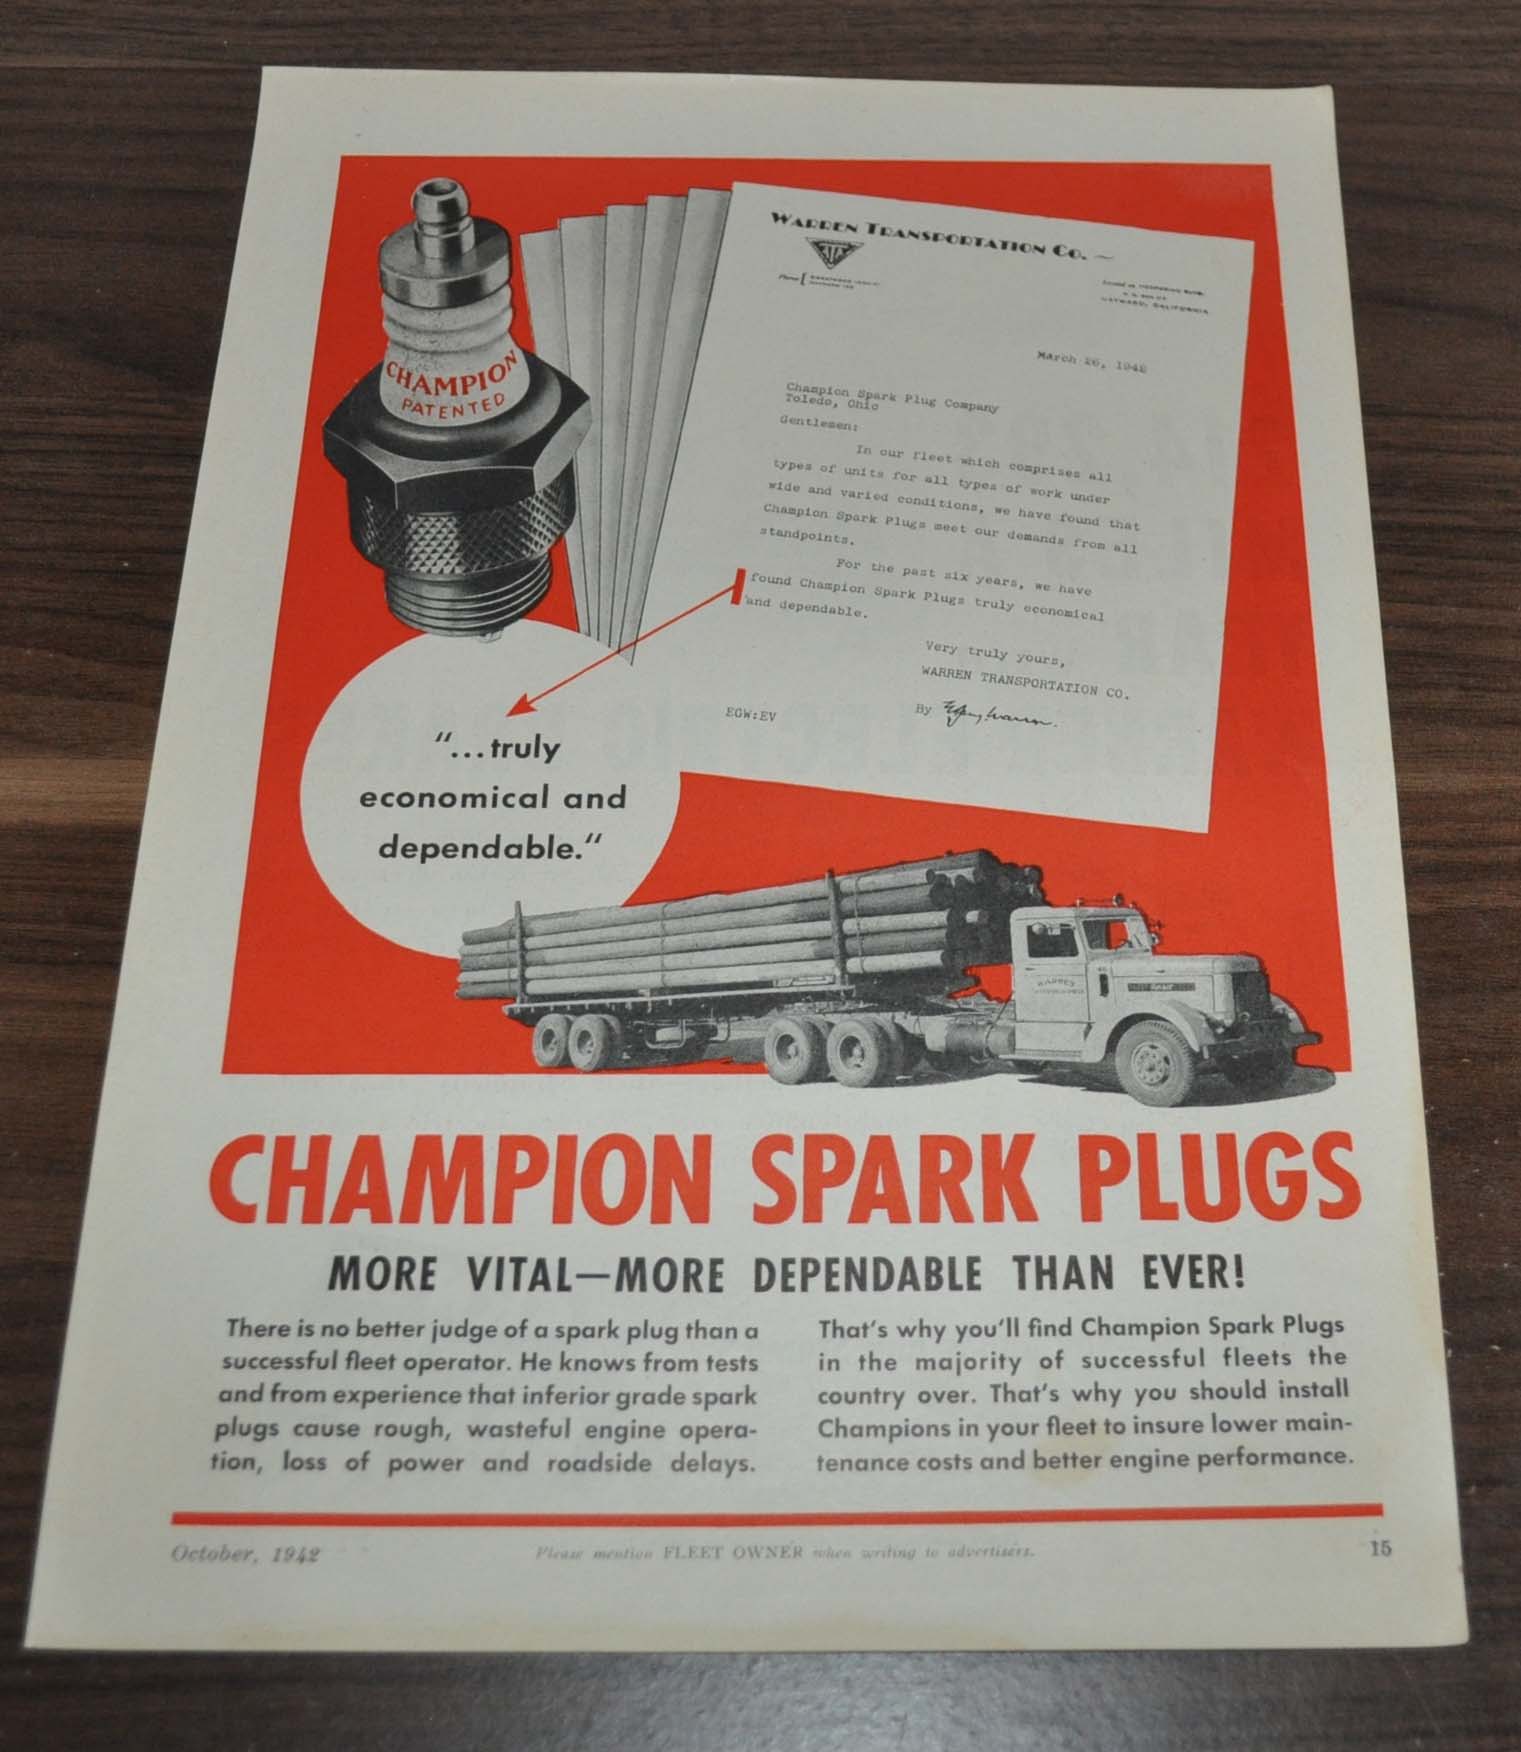 WARREN TRANSPORTATION CO.
Phone
HAYWARD, CALIFORNIA
March 26, 1942
Champion Spark Plug Company
Toledo, Ohio
Gentlemen:
In our fleet which comprises all
types of units for all types of work under
wide and varied conditions, we have found that
Champion Spark Plugs meet our demands from all
standpoints.
For the past six years, we have
found Champion Spark Plugs truly economical
and dependable.
Very truly yours,
WARREN TRANSPORTATION CO.
By
EGW:EV
CHAMPION
PATENTED
"...truly
economical and
dependable."
WARREN
CHAMPION SPARK PLUGS
MORE VITAL—MORE DEPENDABLE THAN EVER!
There is no better judge of a spark plug than a
successful fleet operator. He knows from tests
and from experience that inferior grade spark
plugs cause rough, wasteful engine opera-
tion, loss of power and roadside delays.
That's why you'll find Champion Spark Plugs
in the majority of successful fleets the
country over. That's why you should install
Champions in your fleet to insure lower main-
tenance costs and better engine performance.
October, 1942
Please mention FLEET OWNER when writing to advertisers.
15